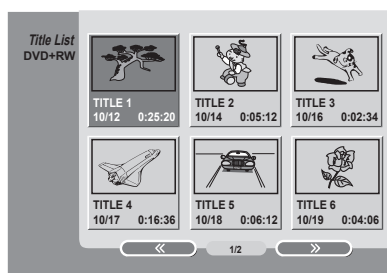 Title List
DVD+RW
TITLE 1
10/12 0:25:20
TITLE 2
10/14 0:05:12
TITLE 3
10/16 0:02:34
TITLE 4
10/17 0:16:36
TITLE 5
10/18 0:06:12
TITLE 6
10/19 0:04:06
1/2